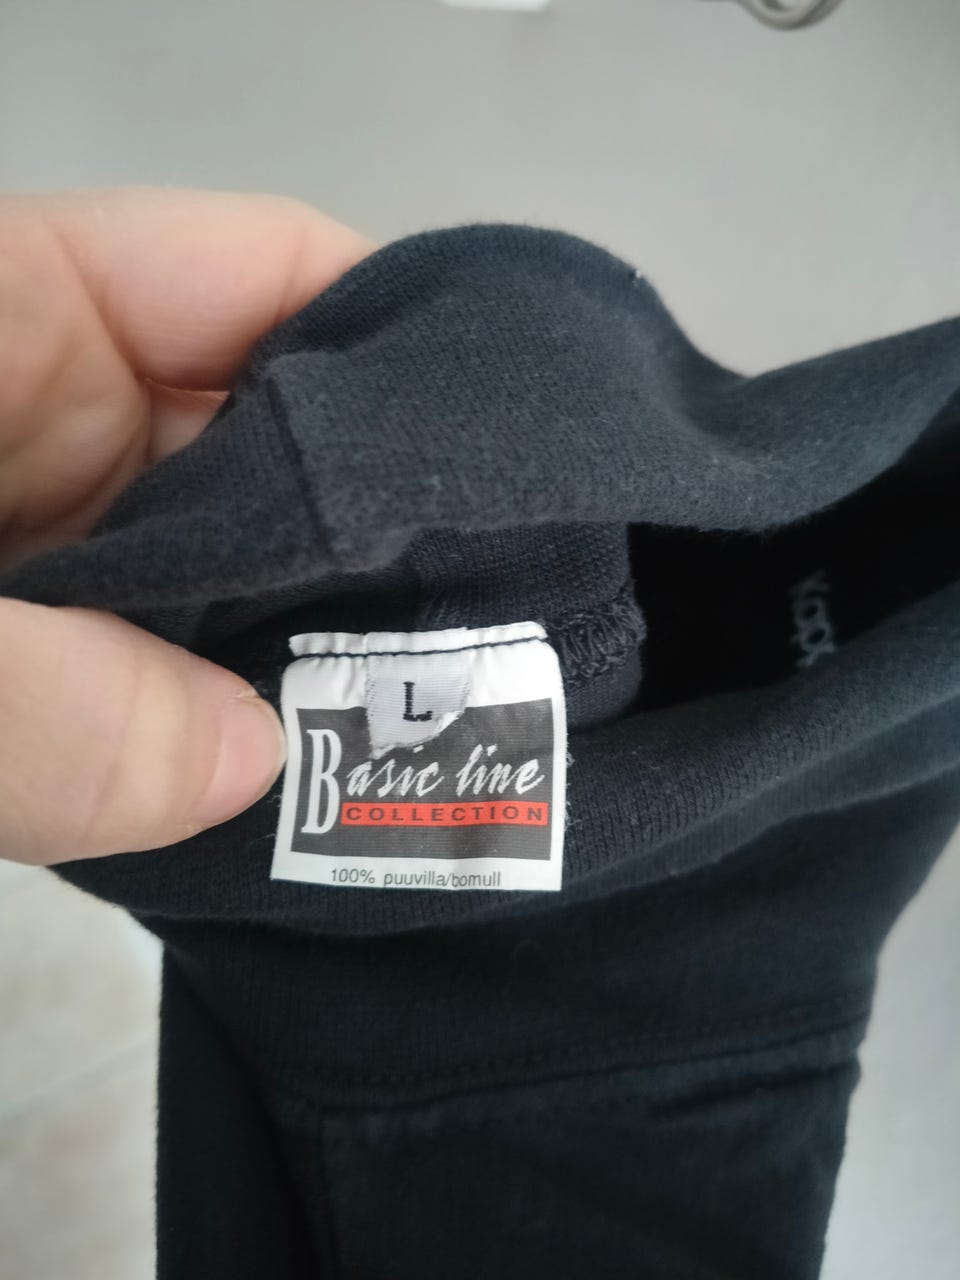 L
Basic line
COLLECTION
100% puuvilla/bomull